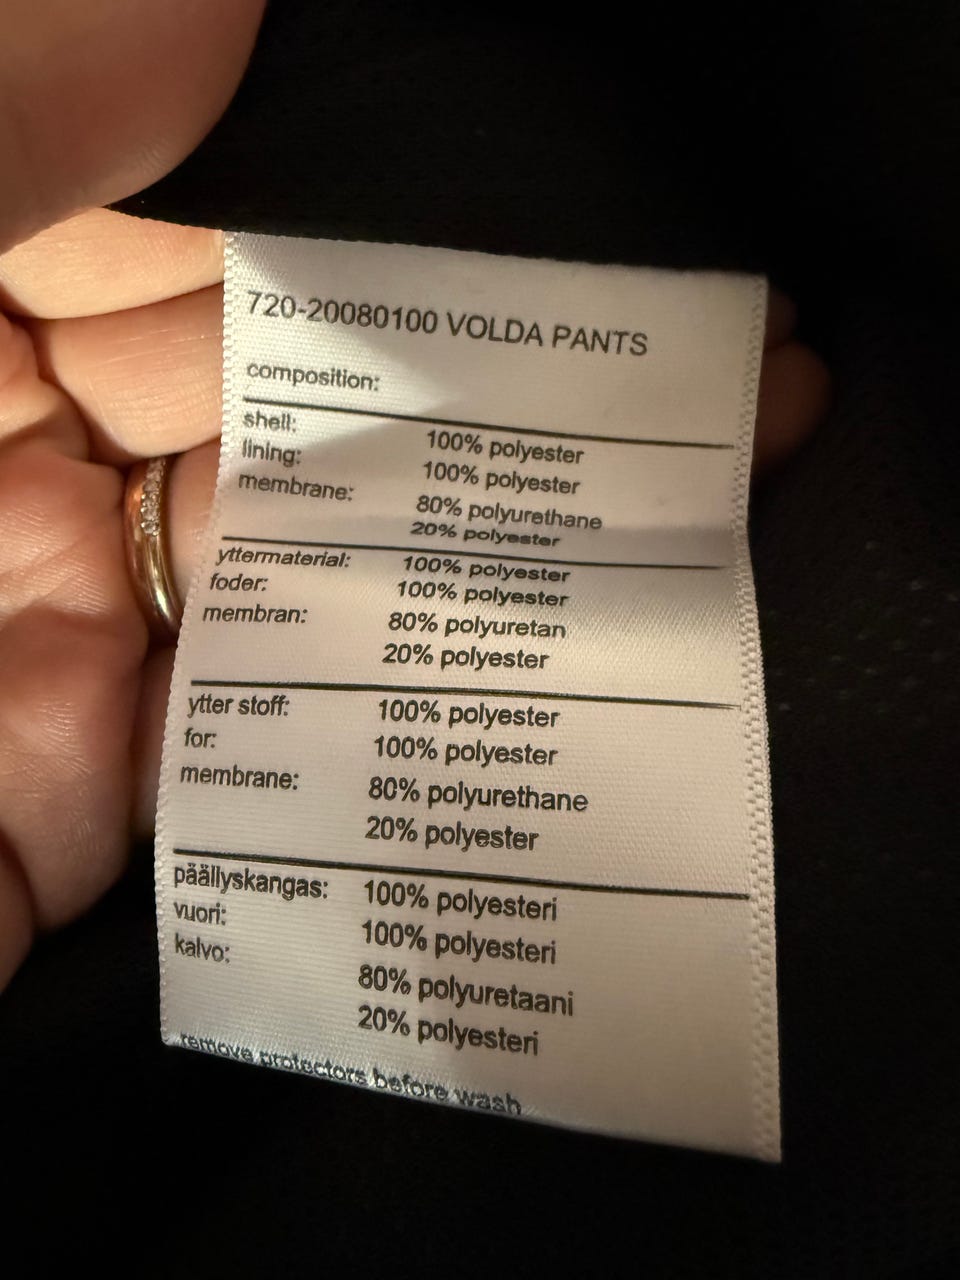 720-20080100 VOLDA PANTS
composition:
shell: 100% polyester
lining: 100% polyester
membrane: 80% polyurethane
20% polyester
yttermaterial: 100% polyester
foder: 100% polyester
membran: 80% polyuretan
20% polyester
ytter stoff: 100% polyester
for: 100% polyester
membrane: 80% polyurethane
20% polyester
päällyskangas: 100% polyesteri
vuori: 100% polyesteri
kalvo: 80% polyuretaani
20% polyesteri
remove protectors before wash